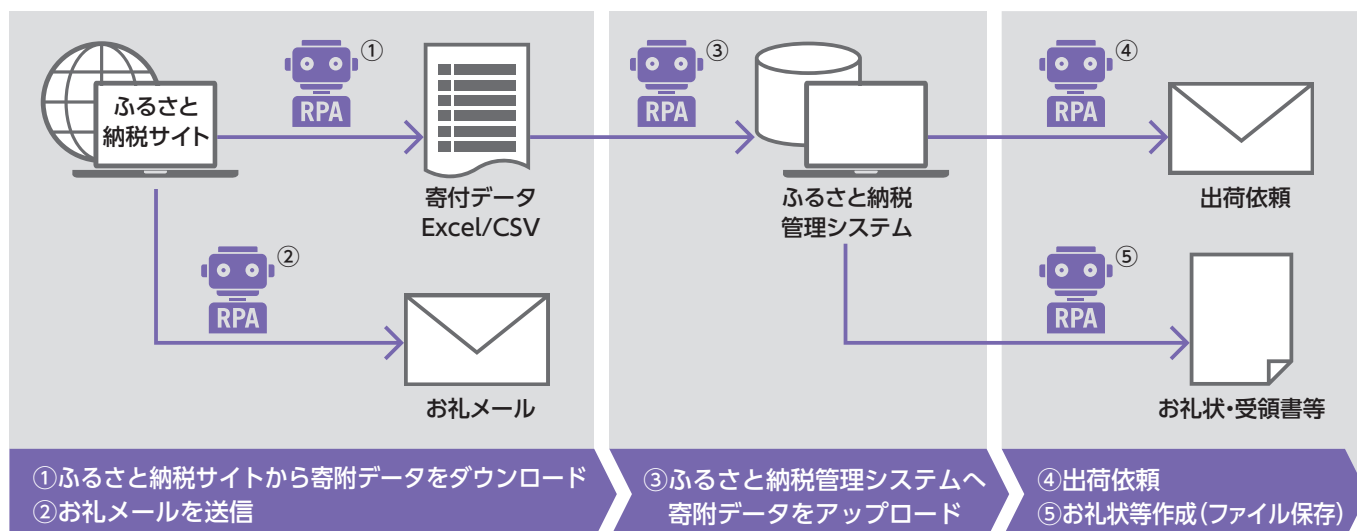 ふるさと
納税サイト
①
RPA
寄付データ
Excel/CSV
②
RPA
お礼メール
③
RPA
ふるさと納税
管理システム
④
RPA
出荷依頼
⑤
RPA
お礼状・受領書等
①ふるさと納税サイトから寄附データをダウンロード
②お礼メールを送信
③ふるさと納税管理システムへ
寄附データをアップロード
④出荷依頼
⑤お礼状等作成(ファイル保存)